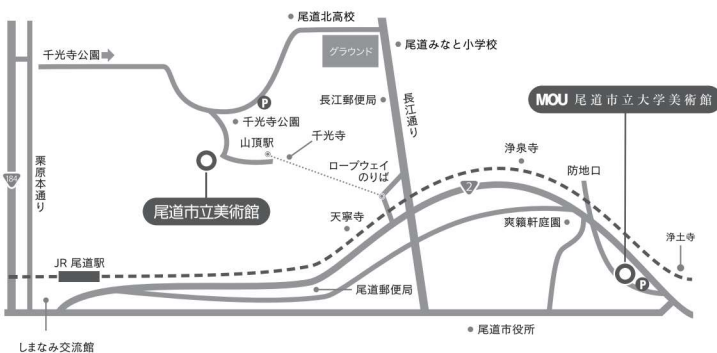 尾道北高校
グラウンド
尾道みなと小学校
千光寺公園
P
長江郵便局
長江通り
MOU 尾道市立大学美術館
千光寺公園
山頂駅
千光寺
ロープウェイ
のりば
浄泉寺
防地口
184
栗原本通り
2
尾道市立美術館
天寧寺
爽籟軒庭園
浄土寺
JR 尾道駅
P
尾道郵便局
しまなみ交流館
尾道市役所